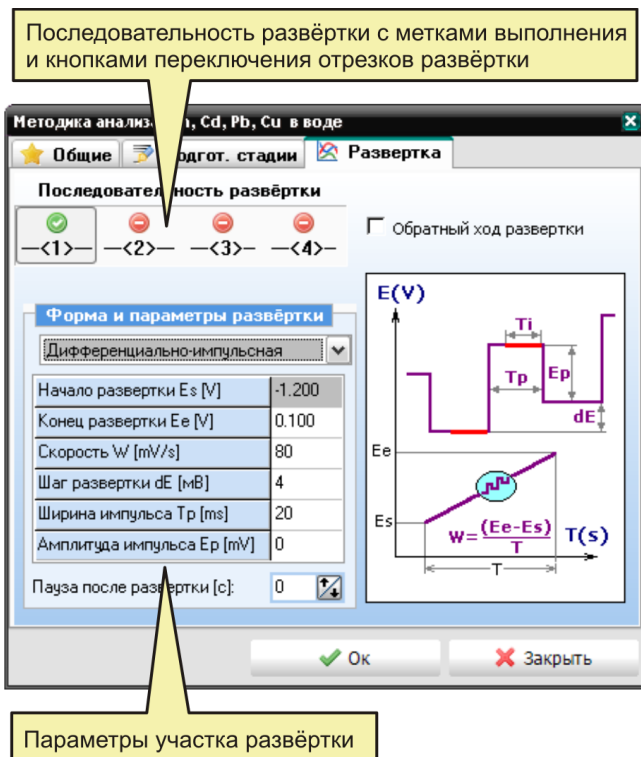 Последовательность развёртки с метками выполнения
и кнопками переключения отрезков развёртки
Методика анализа n, Cd, Pb, Cu в воде
Общие
одгот. стадии
Развертка
Последовательность развёртки
—<1>— —<2>— —<3>— —<4>—
Обратный ход развертки
Форма и параметры развёртки
Дифференциально-импульсная
Начало развертки Es [V] -1.200
Конец развертки Ee [V] 0.100
Скорость W [mV/s] 80
Шаг развертки dE [мВ] 4
Ширина импульса Tp [ms] 20
Амплитуда импульса Ep [mV] 0
Пауза после развертки [с]: 0
E(V)
Ti
Tp
Ep
dE
Ee
Es
W=(Ee-Es)/T
T(s)
T
Ок
Закрыть
Параметры участка развёртки